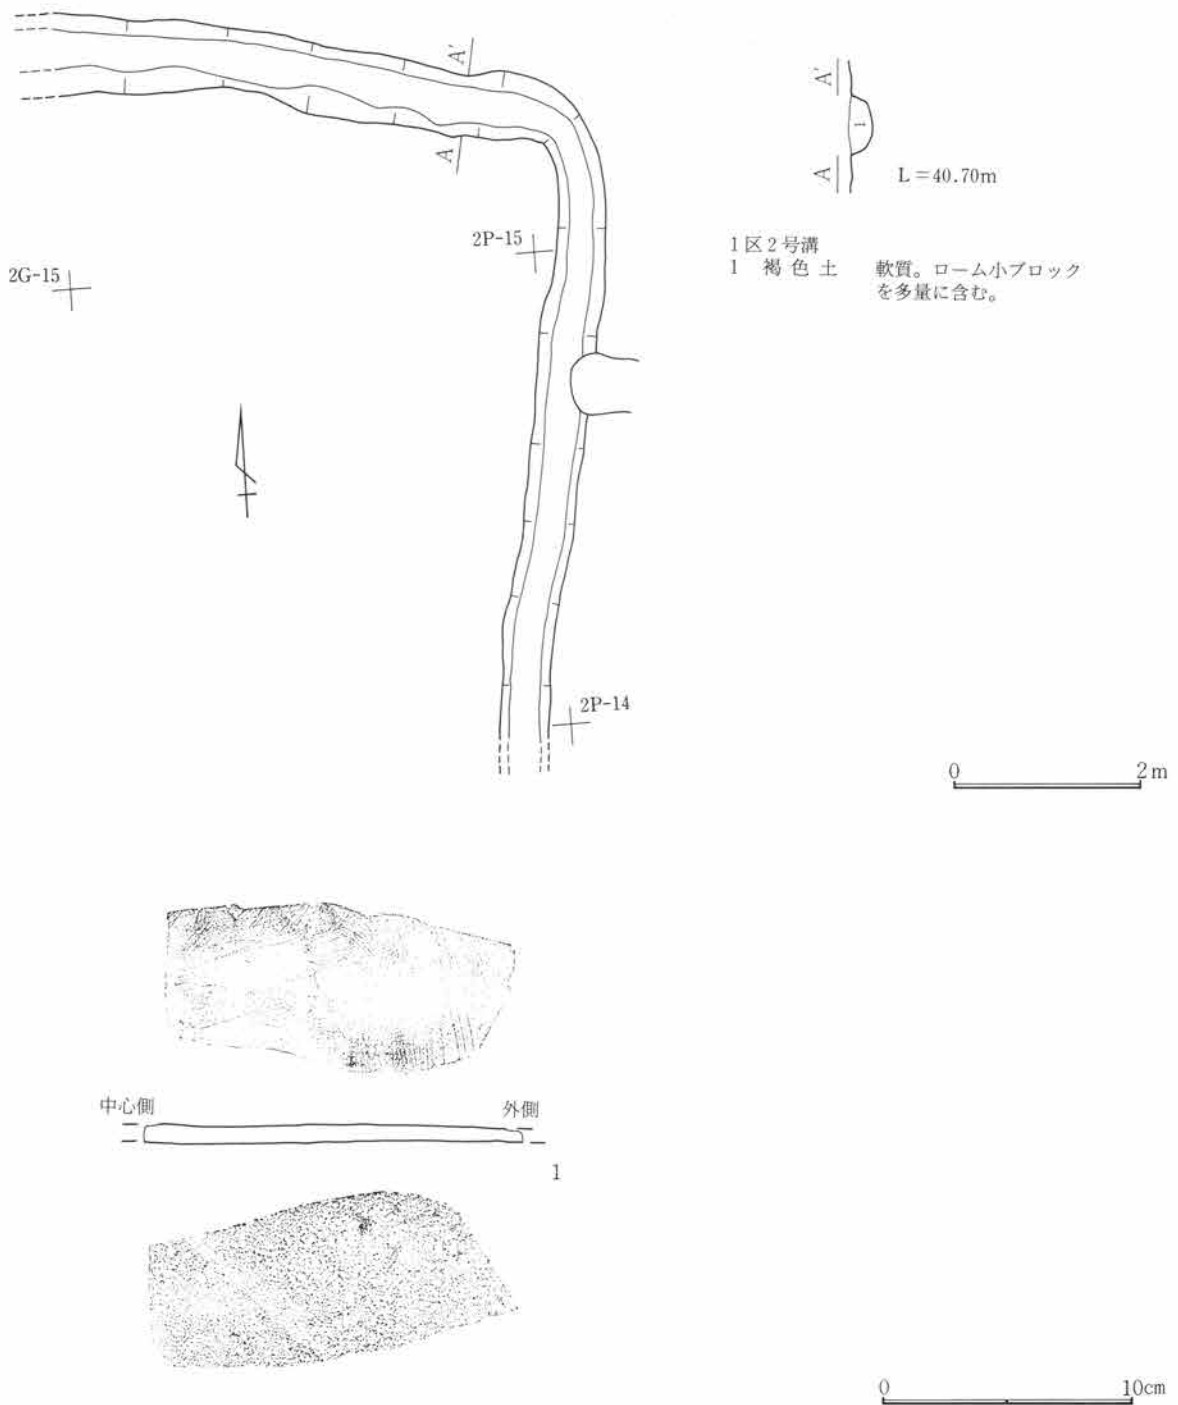 A'
A
2P-15
2G-15
2P-14
A'
1
A
L=40.70m
1区2号溝
1 褐色土 軟質。ローム小ブロック
を多量に含む。
0 2m
中心側 外側
1
0 10cm